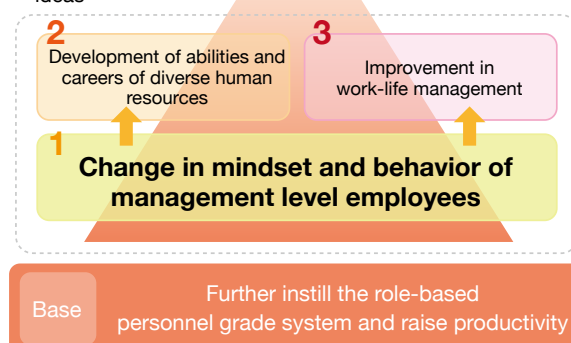 ideas
2
Development of abilities and
careers of diverse human
resources
3
Improvement in
work-life management
1
Change in mindset and behavior of
management level employees
Base
Further instill the role-based
personnel grade system and raise productivity